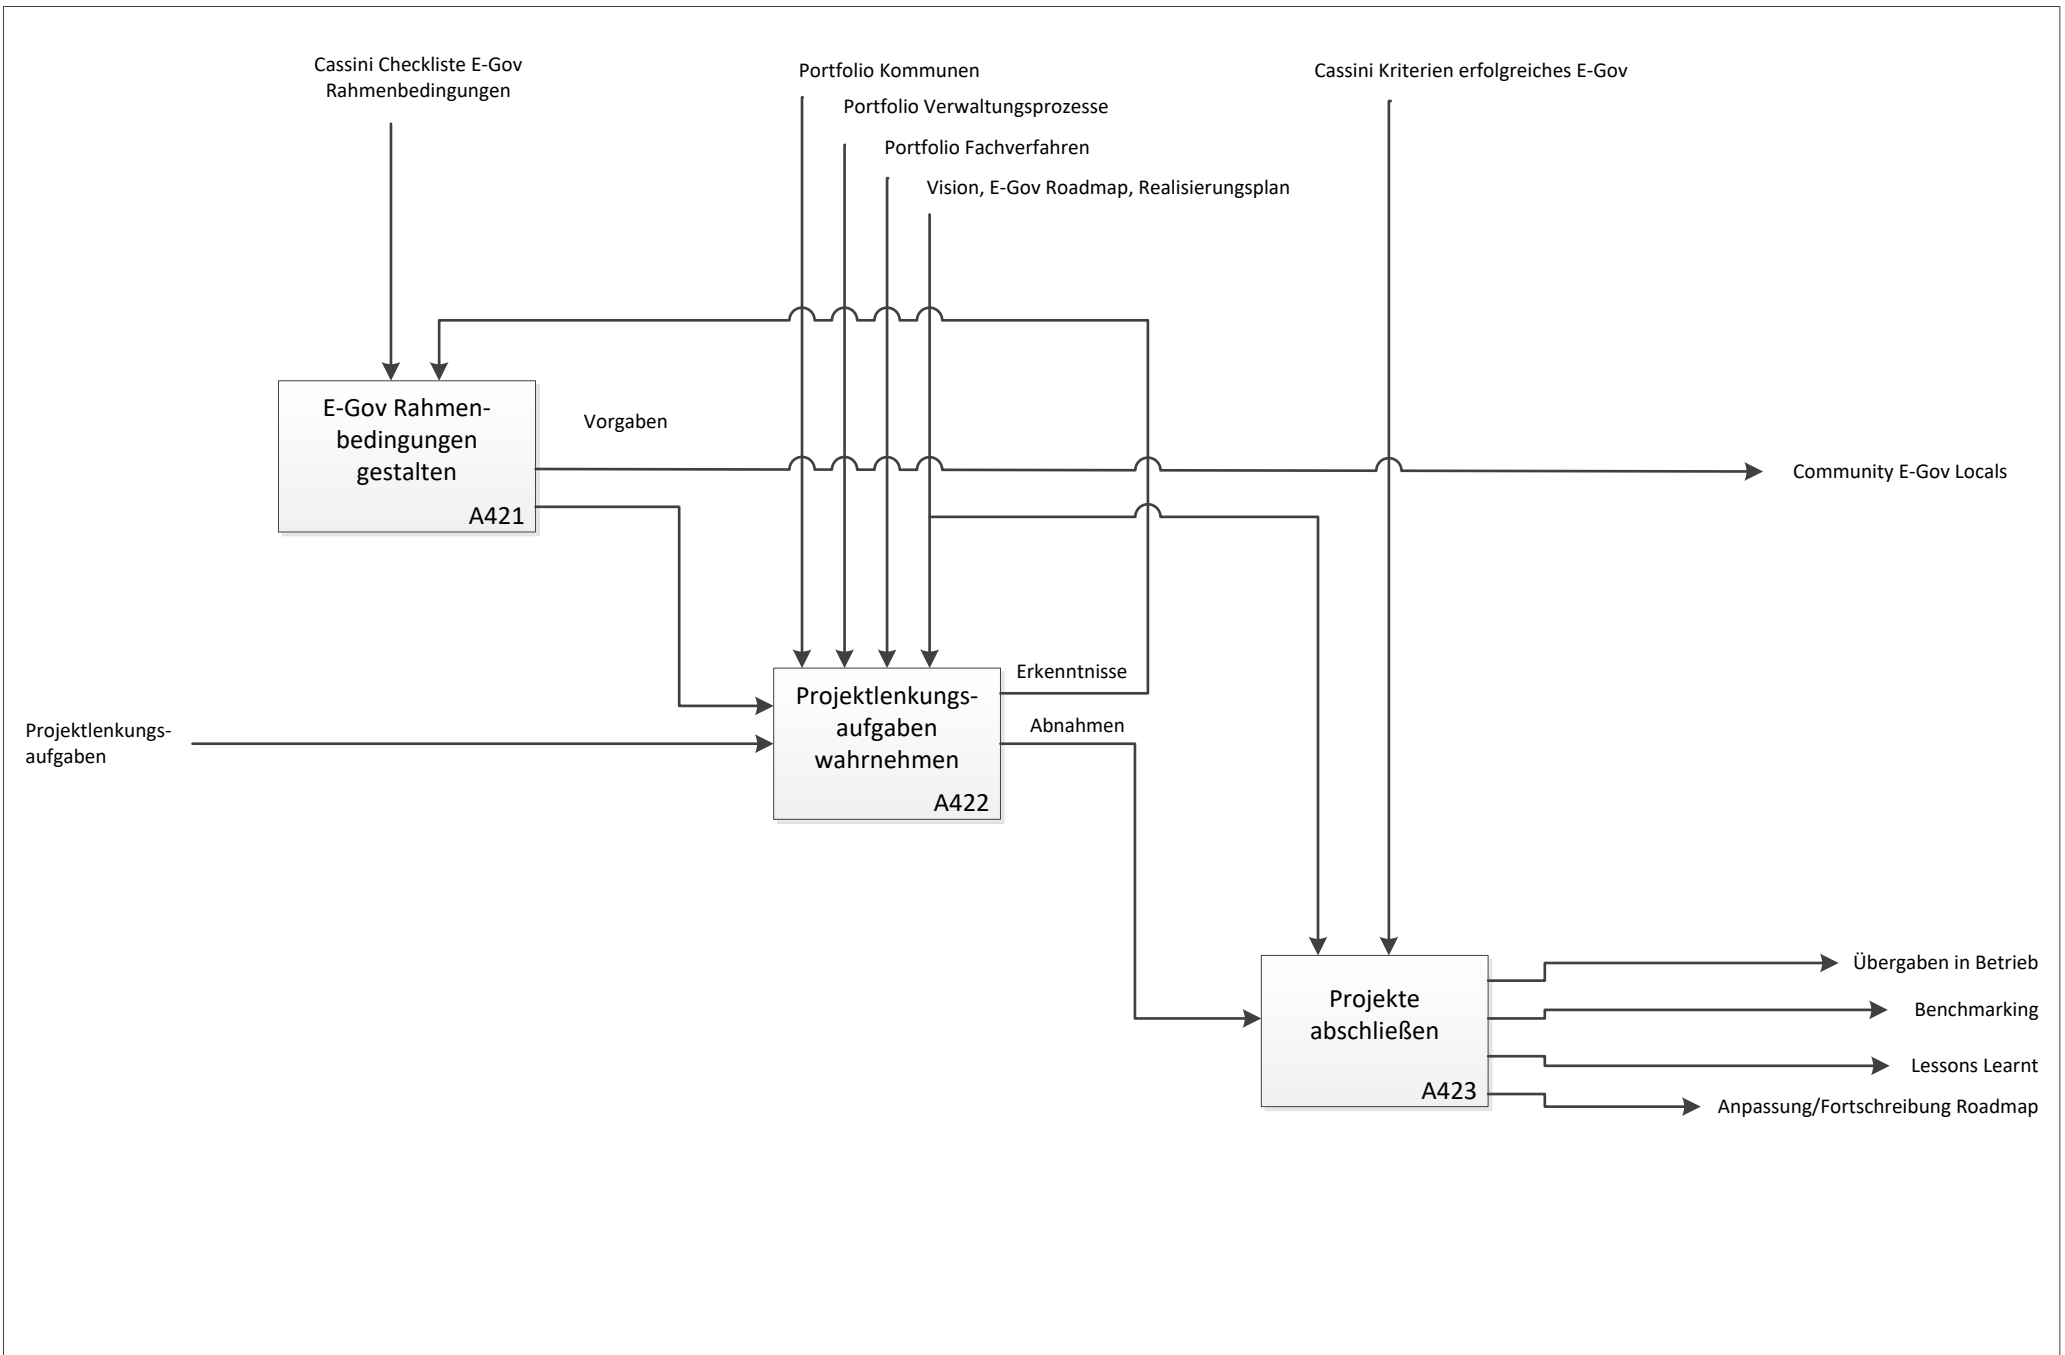 Cassini Checkliste E-Gov
Rahmenbedingungen
Portfolio Kommunen
Cassini Kriterien erfolgreiches E-Gov
Portfolio Verwaltungsprozesse
Portfolio Fachverfahren
Vision, E-Gov Roadmap, Realisierungsplan
E-Gov Rahmen-
bedingungen
gestalten
A421
Vorgaben
Community E-Gov Locals
Projektlenkungs-
aufgaben
Projektlenkungs-
aufgaben
wahrnehmen
A422
Erkenntnisse
Abnahmen
Projekte
abschließen
A423
Übergaben in Betrieb
Benchmarking
Lessons Learnt
Anpassung/Fortschreibung Roadmap